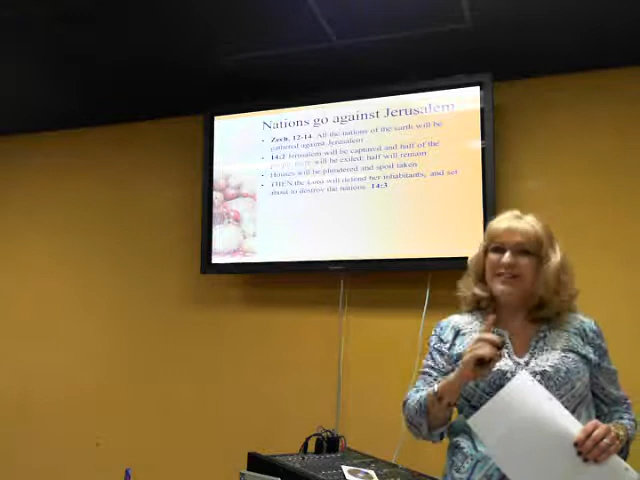 Nations go against Jerusalem
• Zech. 12-14 All the nations of the earth will be
gathered against Jerusalem
• 14:2 Jerusalem will be captured and half of the
will be exiled; half will remain
• Houses will be plundered and spoil taken
• THEN the Lord will defend her inhabitants, and set
about to destroy the nations. 14:3